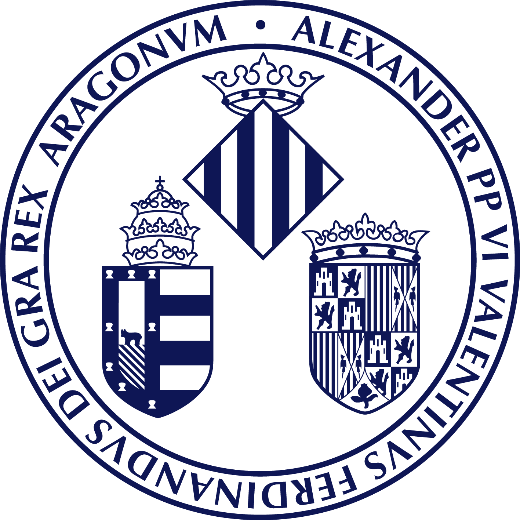 ALEXANDER PP VI VALENTINVS FERDINANDVS DEI GRA REX ARAGONVM •